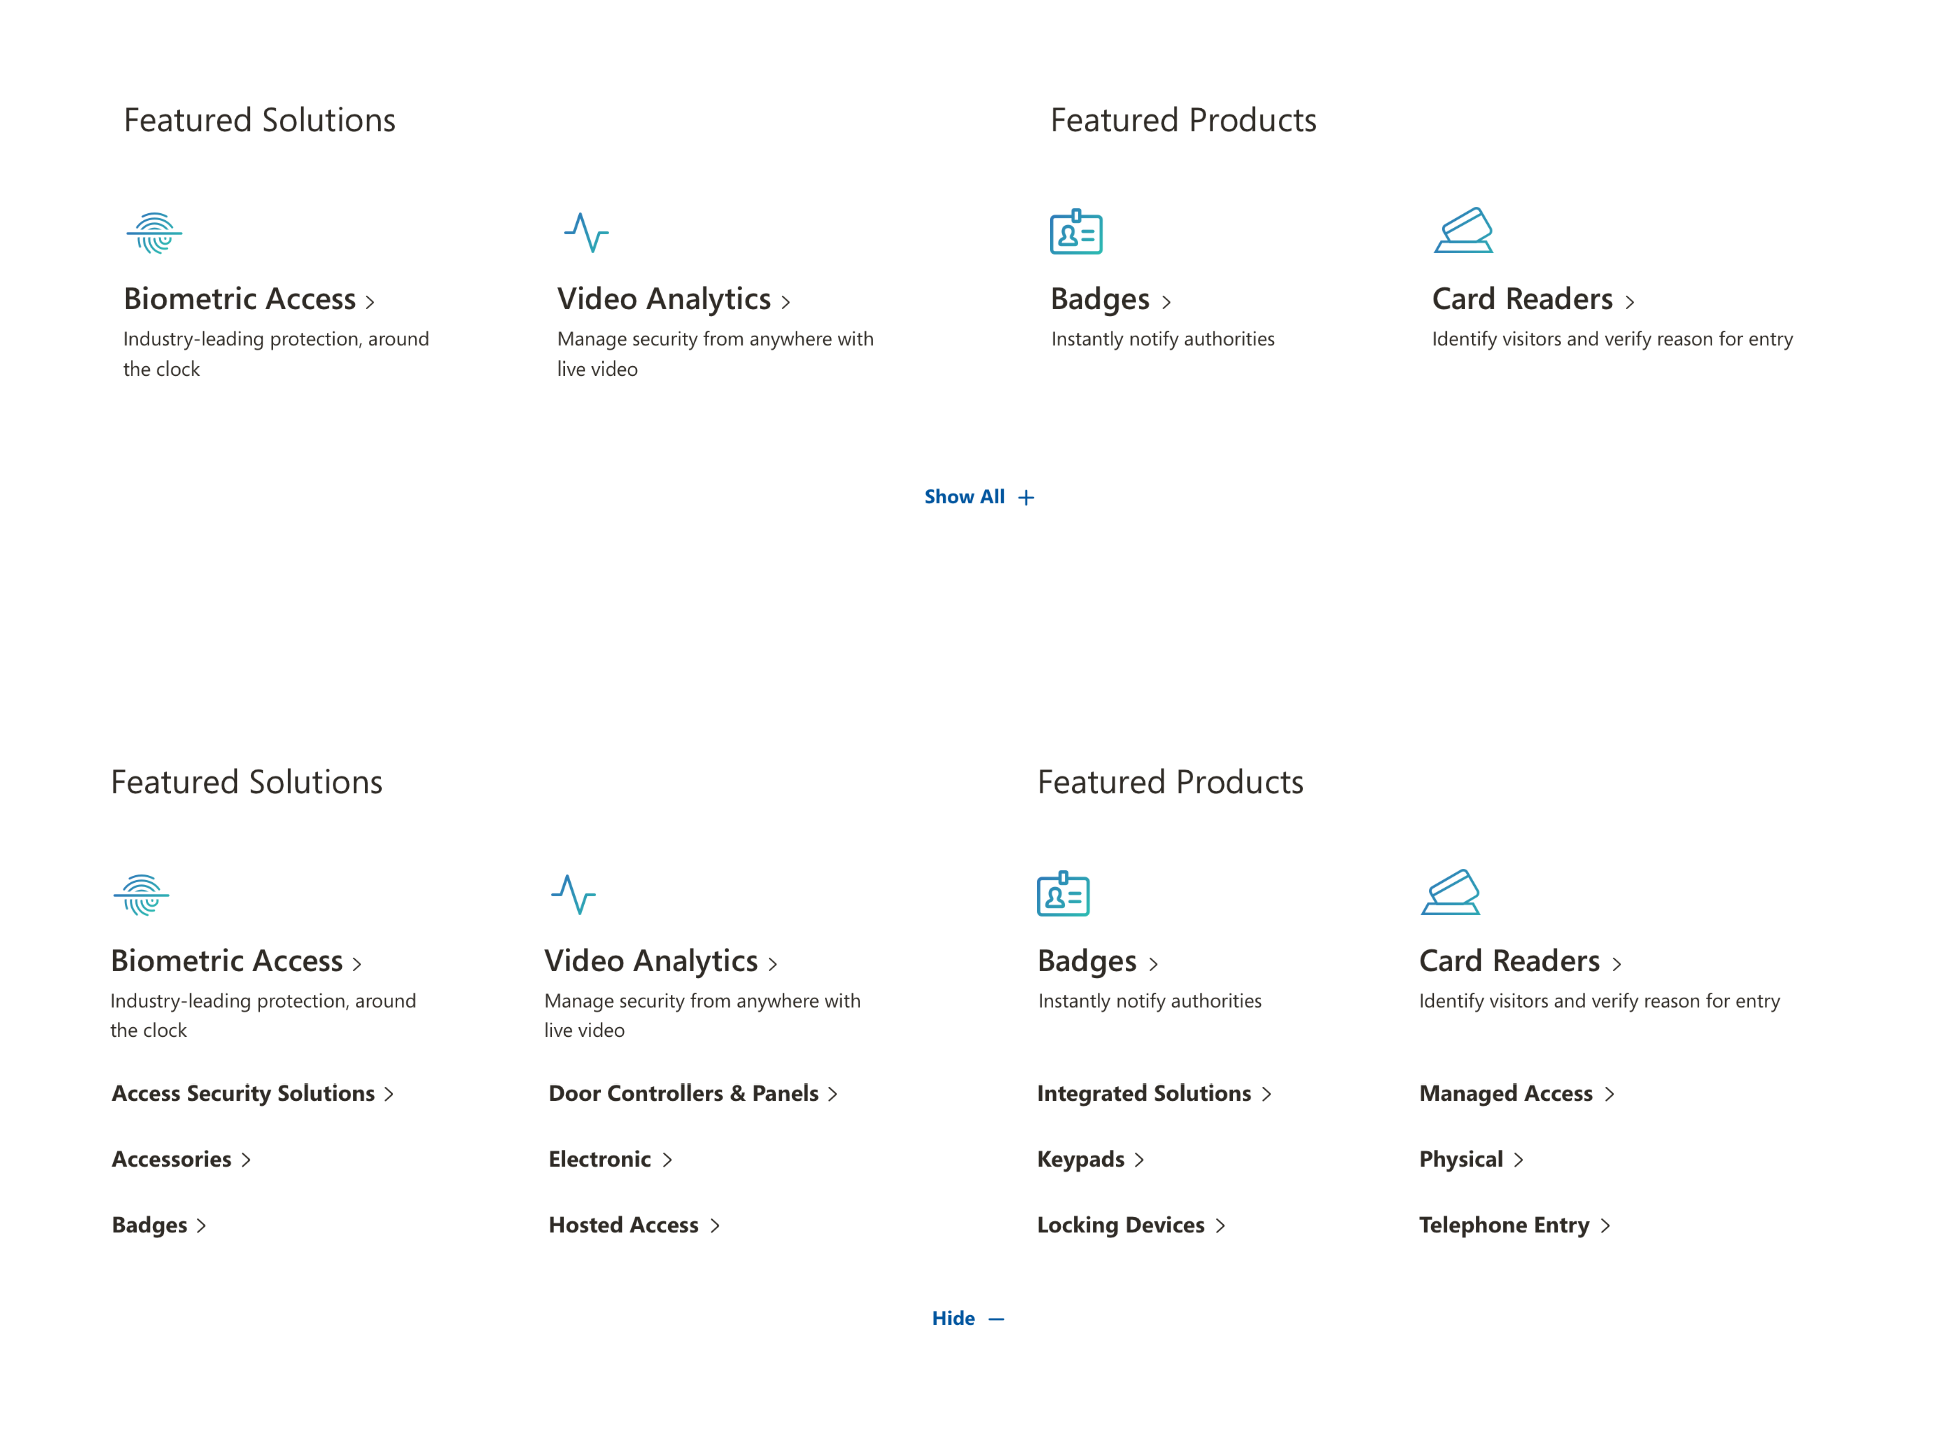 Featured Solutions
Featured Products
Biometric Access
Industry-leading protection, around
the clock
Video Analytics
Manage security from anywhere with
live video
Badges
Instantly notify authorities
Card Readers
Identify visitors and verify reason for entry
Show All +
Featured Solutions
Featured Products
Biometric Access
Industry-leading protection, around
the clock
Video Analytics
Manage security from anywhere with
live video
Badges
Instantly notify authorities
Card Readers
Identify visitors and verify reason for entry
Access Security Solutions
Door Controllers & Panels
Integrated Solutions
Managed Access
Accessories
Electronic
Keypads
Physical
Badges
Hosted Access
Locking Devices
Telephone Entry
Hide −